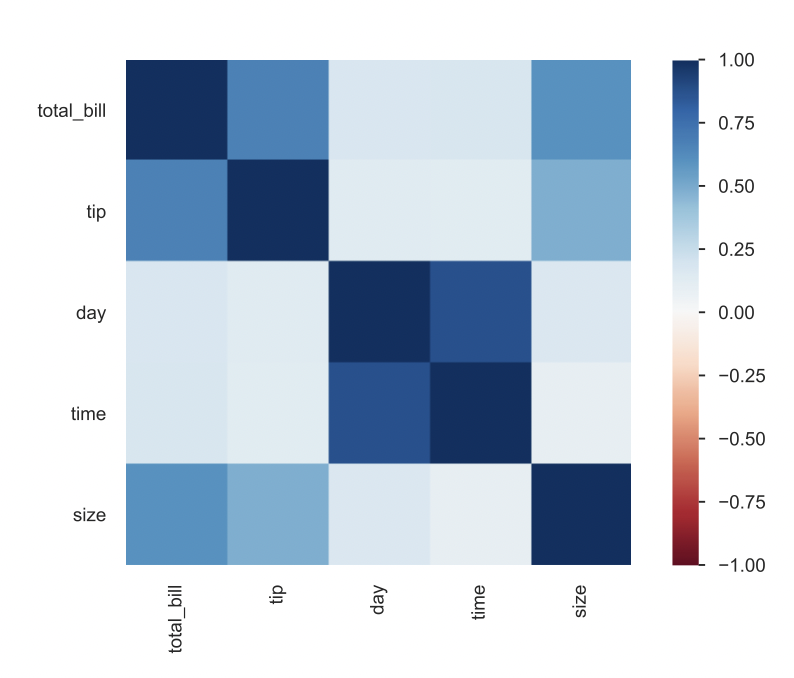 total_bill
tip
day
time
size
total_bill
tip
day
time
size
1.00
0.75
0.50
0.25
0.00
−0.25
−0.50
−0.75
−1.00